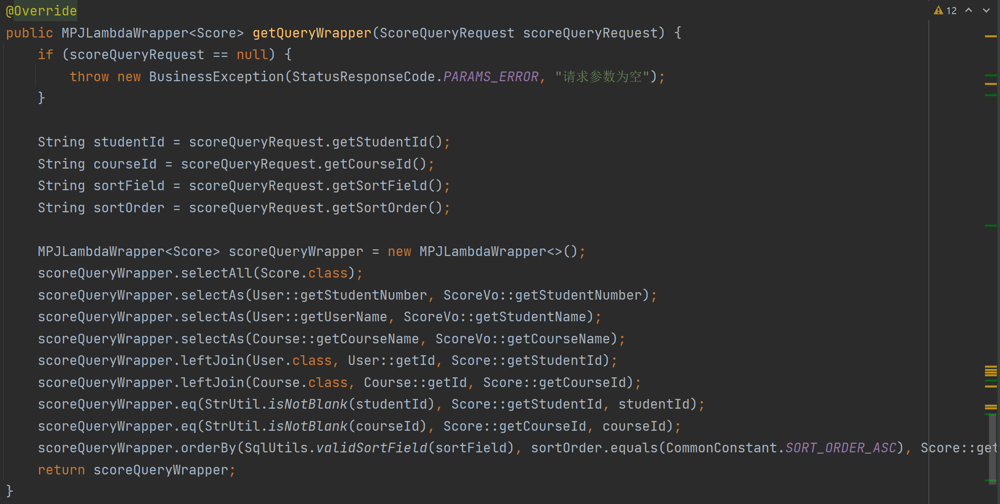 @Override
12
public MPJLambdaWrapper<Score> getQueryWrapper(ScoreQueryRequest scoreQueryRequest) {
    if (scoreQueryRequest == null) {
        throw new BusinessException(StatusResponseCode.PARAMS_ERROR, "请求参数为空");
    }
    String studentId = scoreQueryRequest.getStudentId();
    String courseId = scoreQueryRequest.getCourseId();
    String sortField = scoreQueryRequest.getSortField();
    String sortOrder = scoreQueryRequest.getSortOrder();
    MPJLambdaWrapper<Score> scoreQueryWrapper = new MPJLambdaWrapper<>();
    scoreQueryWrapper.selectAll(Score.class);
    scoreQueryWrapper.selectAs(User::getStudentNumber, ScoreVo::getStudentNumber);
    scoreQueryWrapper.selectAs(User::getUserName, ScoreVo::getStudentName);
    scoreQueryWrapper.selectAs(Course::getCourseName, ScoreVo::getCourseName);
    scoreQueryWrapper.leftJoin(User.class, User::getId, Score::getStudentId);
    scoreQueryWrapper.leftJoin(Course.class, Course::getId, Score::getCourseId);
    scoreQueryWrapper.eq(StrUtil.isNotBlank(studentId), Score::getStudentId, studentId);
    scoreQueryWrapper.eq(StrUtil.isNotBlank(courseId), Score::getCourseId, courseId);
    scoreQueryWrapper.orderBy(SqlUtils.validSortField(sortField), sortOrder.equals(CommonConstant.SORT_ORDER_ASC), Score::get
    return scoreQueryWrapper;
}